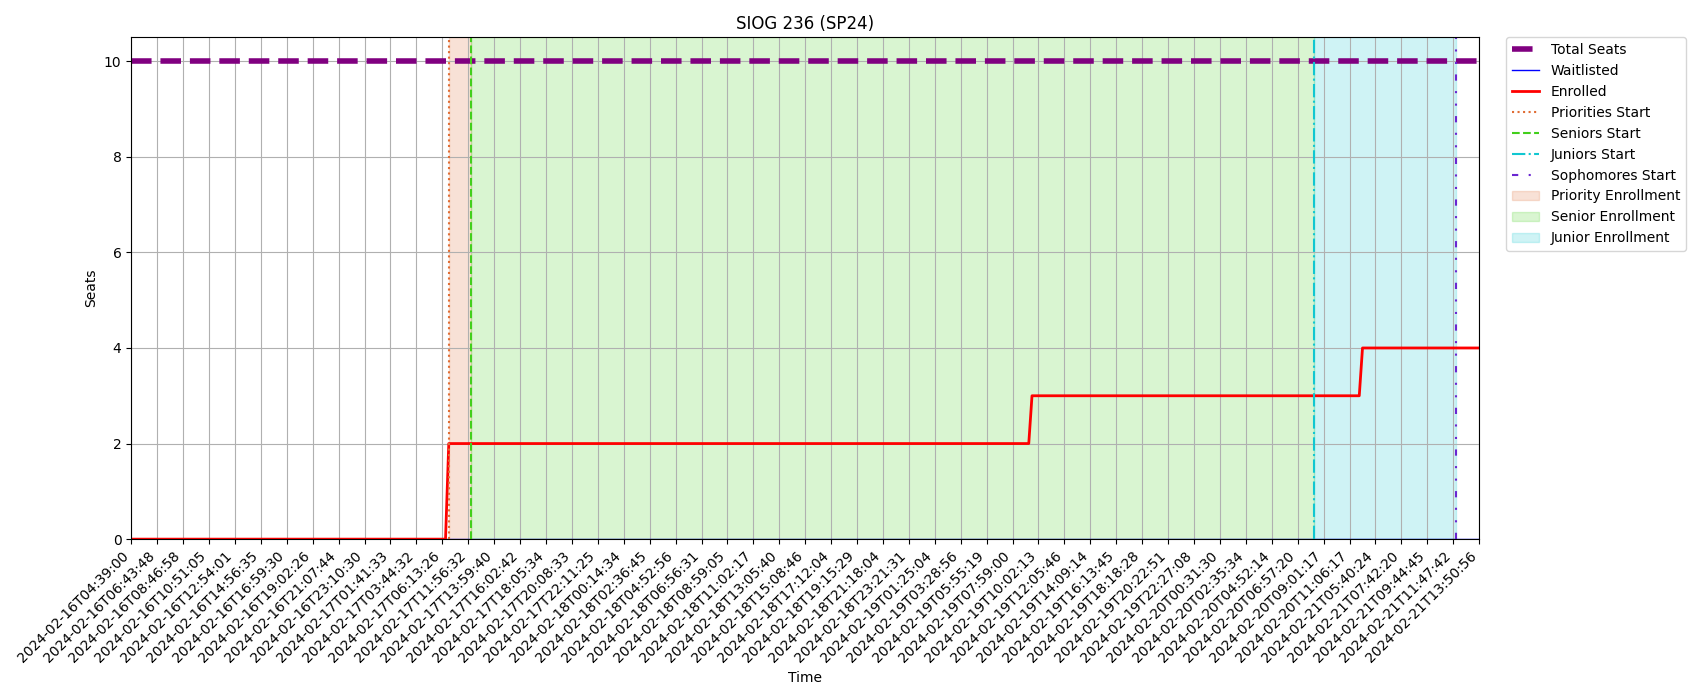 SIOG 236 (SP24)
10
8
6
4
2
0
Seats
Total Seats
Waitlisted
Enrolled
Priorities Start
Seniors Start
Juniors Start
Sophomores Start
Priority Enrollment
Senior Enrollment
Junior Enrollment
2024-02-16T04:39:00
2024-02-16T06:43:48
2024-02-16T08:46:58
2024-02-16T10:51:05
2024-02-16T12:54:01
2024-02-16T14:56:35
2024-02-16T16:59:30
2024-02-16T19:02:26
2024-02-16T21:07:44
2024-02-16T23:10:30
2024-02-17T01:41:33
2024-02-17T03:44:32
2024-02-17T06:13:26
2024-02-17T11:56:32
2024-02-17T13:59:40
2024-02-17T16:02:42
2024-02-17T18:05:34
2024-02-17T20:08:33
2024-02-17T22:11:25
2024-02-18T00:14:34
2024-02-18T02:36:45
2024-02-18T04:52:56
2024-02-18T06:56:31
2024-02-18T08:59:05
2024-02-18T11:02:17
2024-02-18T13:05:40
2024-02-18T15:08:46
2024-02-18T17:12:04
2024-02-18T19:15:29
2024-02-18T21:18:04
2024-02-18T23:21:31
2024-02-19T01:25:04
2024-02-19T03:28:56
2024-02-19T05:55:19
2024-02-19T07:59:00
2024-02-19T10:02:13
2024-02-19T12:05:46
2024-02-19T14:09:14
2024-02-19T16:13:45
2024-02-19T18:18:28
2024-02-19T20:22:51
2024-02-19T22:27:08
2024-02-20T00:31:30
2024-02-20T02:35:34
2024-02-20T04:52:14
2024-02-20T06:57:20
2024-02-20T09:01:17
2024-02-20T11:06:17
2024-02-21T05:40:24
2024-02-21T07:42:20
2024-02-21T09:44:45
2024-02-21T11:47:42
2024-02-21T13:50:56
Time